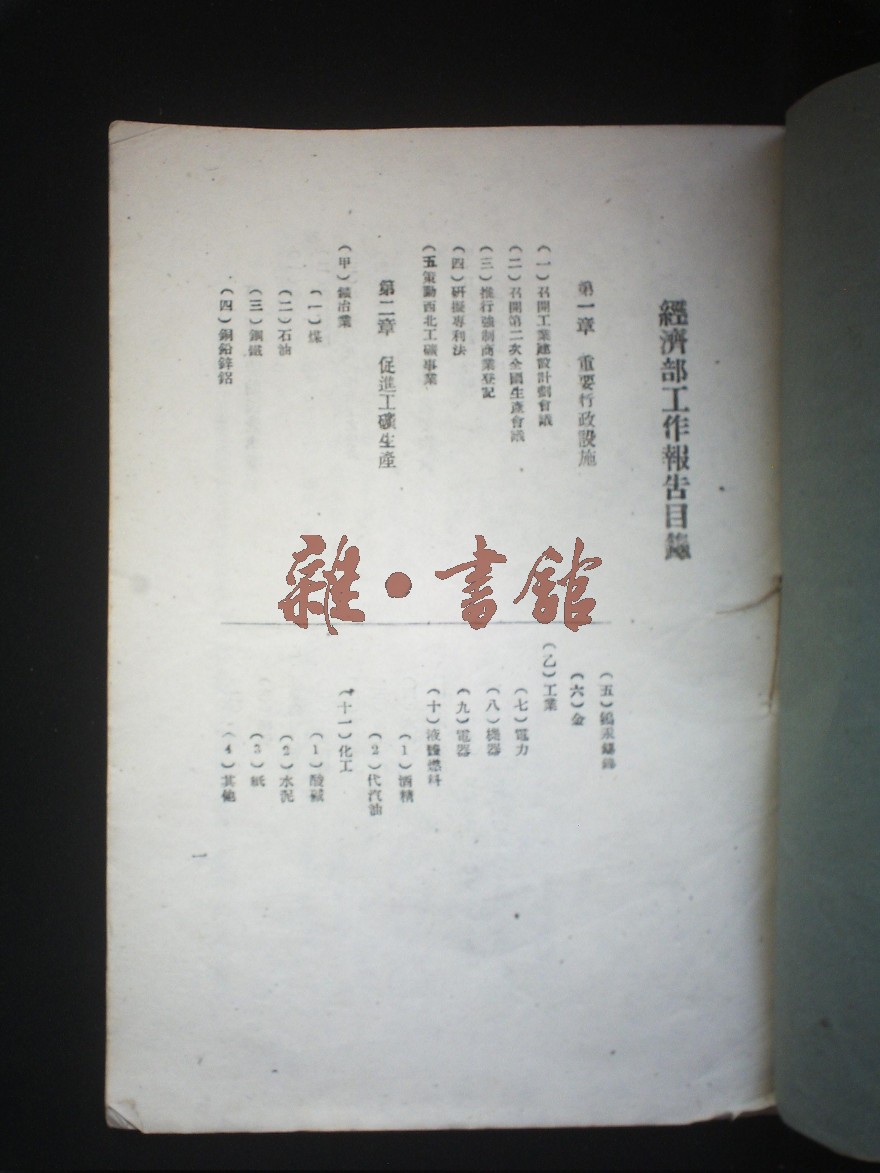 經濟部工作報告目錄
第一章 重要行政設施
(一)召開工業建設計劃會議
(二)召開第二次全國生產會議
(三)推行強制商業登記
(四)研擬專利法
(五策動西北工礦事業
第二章 促進工礦生產
(甲)鑛冶業
(一)煤
(二)石油
(三)鋼鐵
(四)銅鉛鋅鋁
(五)鎢汞錫銻
(六)金
(乙)工業
(七)電力
(八)機器
(九)電器
(十)液體燃料
(1)酒精
(2)代汽油
(十一)化工
(1)酸碱
(2)水泥
(3)紙
(4)其他
一
雜·書館